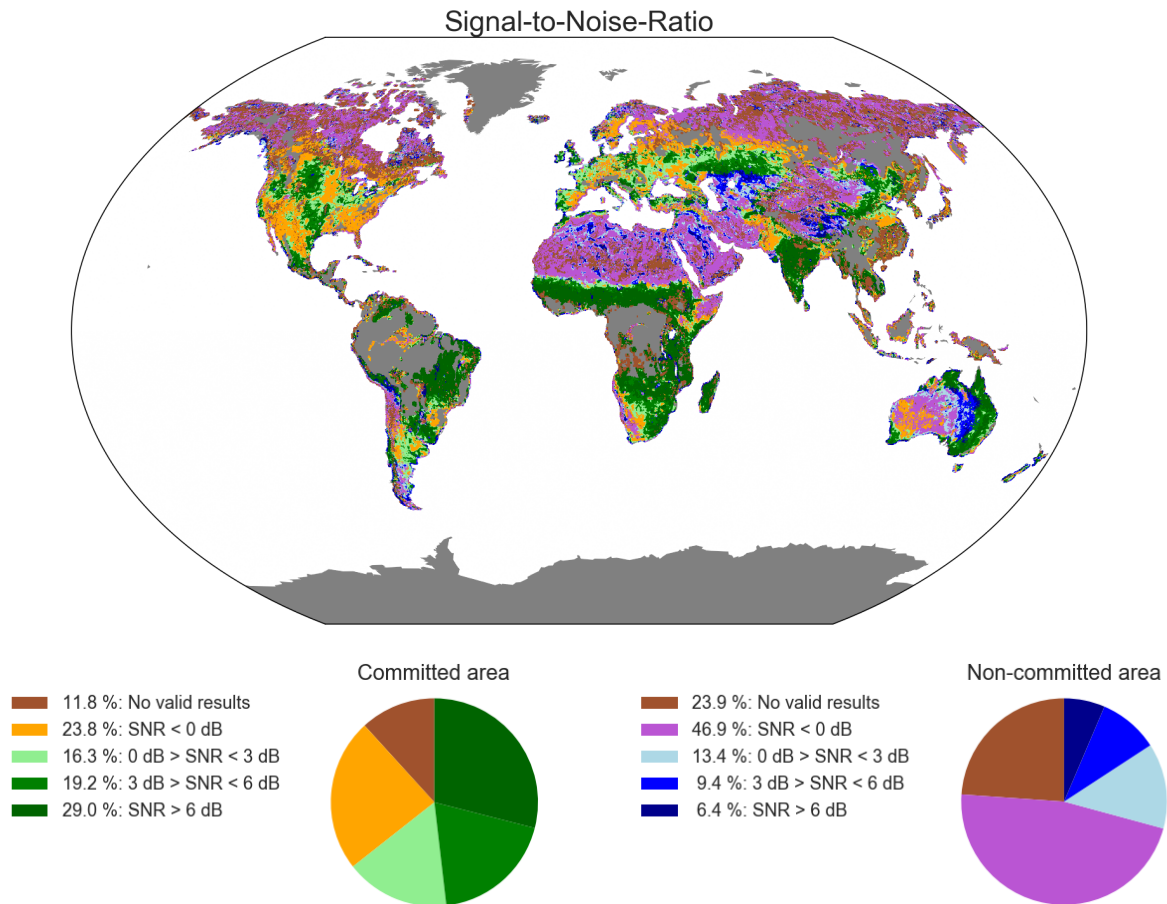 Signal-to-Noise-Ratio
Committed area
11.8 %: No valid results
23.8 %: SNR < 0 dB
16.3 %: 0 dB > SNR < 3 dB
19.2 %: 3 dB > SNR < 6 dB
29.0 %: SNR > 6 dB
Non-committed area
23.9 %: No valid results
46.9 %: SNR < 0 dB
13.4 %: 0 dB > SNR < 3 dB
9.4 %: 3 dB > SNR < 6 dB
6.4 %: SNR > 6 dB